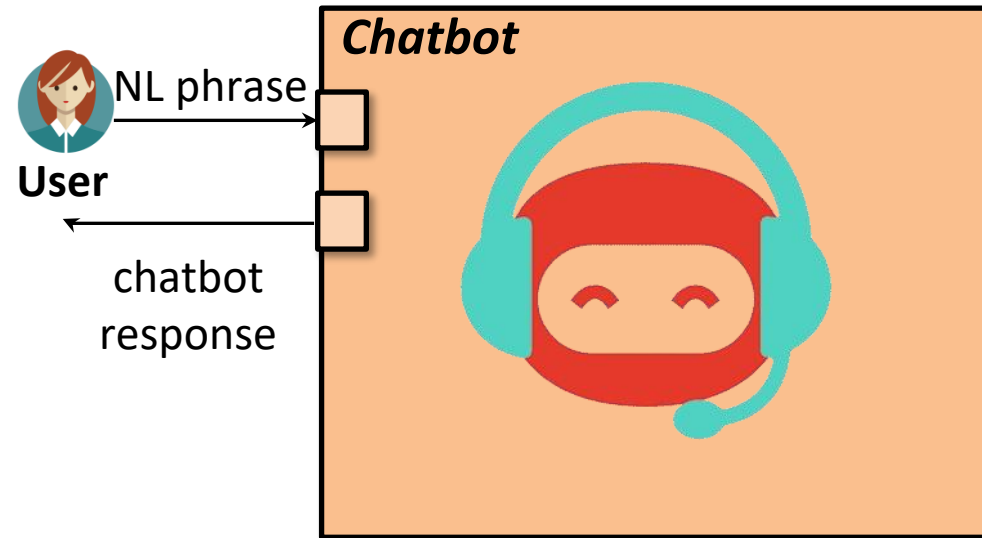 Chatbot
NL phrase
User
chatbot
response